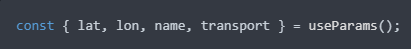 const { lat, lon, name, transport } = useParams();